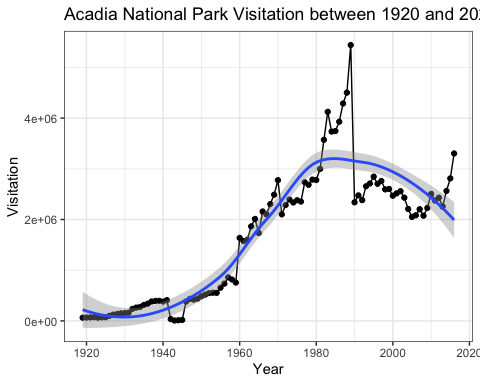 Acadia National Park Visitation between 1920 and 202
Visitation
4e+06
2e+06
0e+00
1920 1940 1960 1980 2000 2020
Year